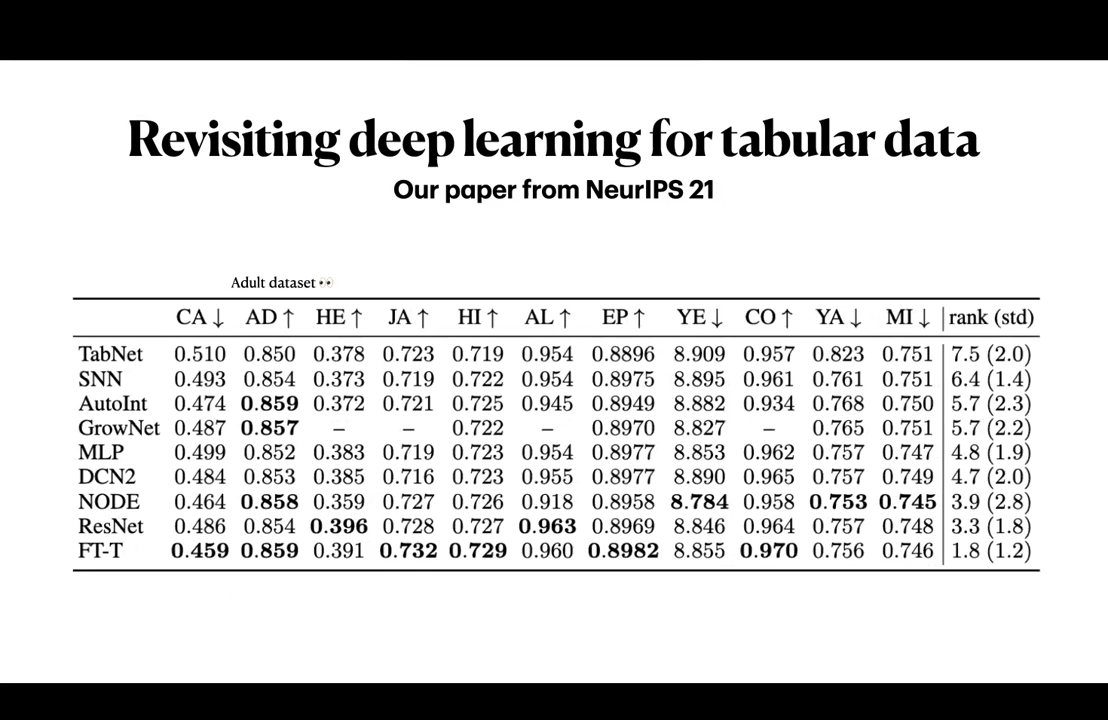 Revisiting deep learning for tabular data
Our paper from NeurIPS 21
Adult dataset 👀
CA ↓ AD ↑ HE ↑ JA ↑ HI ↑ AL ↑ EP ↑ YE ↓ CO ↑ YA ↓ MI ↓ rank (std)
TabNet 0.510 0.850 0.378 0.723 0.719 0.954 0.8896 8.909 0.957 0.823 0.751 7.5 (2.0)
SNN 0.493 0.854 0.373 0.719 0.722 0.954 0.8975 8.895 0.961 0.761 0.751 6.4 (1.4)
AutoInt 0.474 0.859 0.372 0.721 0.725 0.945 0.8949 8.882 0.934 0.768 0.750 5.7 (2.3)
GrowNet 0.487 0.857 – – 0.722 – 0.8970 8.827 – 0.765 0.751 5.7 (2.2)
MLP 0.499 0.852 0.383 0.719 0.723 0.954 0.8977 8.853 0.962 0.757 0.747 4.8 (1.9)
DCN2 0.484 0.853 0.385 0.716 0.723 0.955 0.8977 8.890 0.965 0.757 0.749 4.7 (2.0)
NODE 0.464 0.858 0.359 0.727 0.726 0.918 0.8958 8.784 0.958 0.753 0.745 3.9 (2.8)
ResNet 0.486 0.854 0.396 0.728 0.727 0.963 0.8969 8.846 0.964 0.757 0.748 3.3 (1.8)
FT-T 0.459 0.859 0.391 0.732 0.729 0.960 0.8982 8.855 0.970 0.756 0.746 1.8 (1.2)